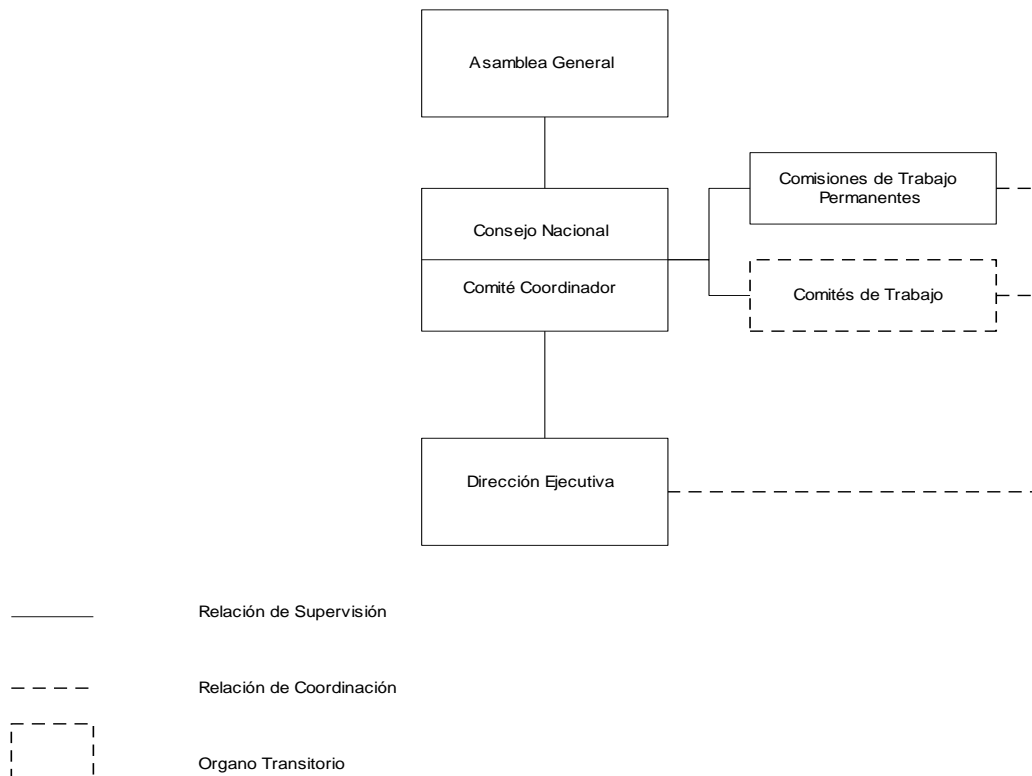 Asamblea General
Comisiones de Trabajo
Permanentes
Consejo Nacional
Comité Coordinador
Comités de Trabajo
Dirección Ejecutiva
Relación de Supervisión
Relación de Coordinación
Organo Transitorio